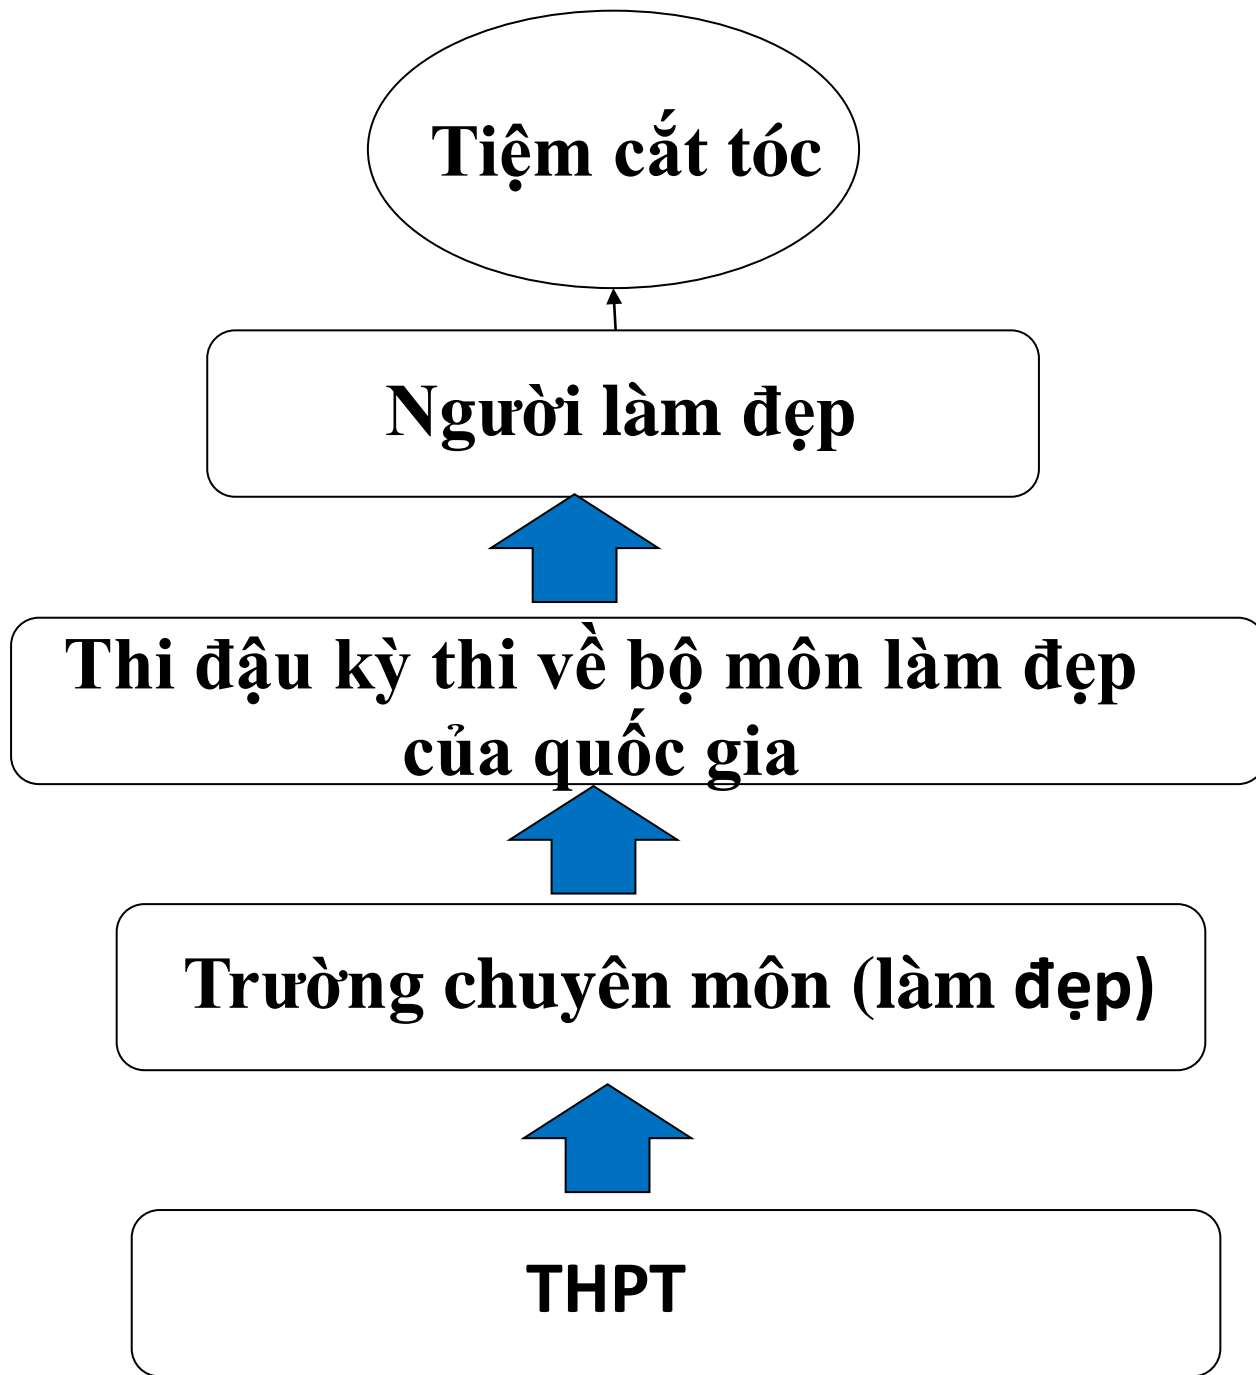 Tiệm cắt tóc
Người làm đẹp
Thi đậu kỳ thi về bộ môn làm đẹp
của quốc gia
Trường chuyên môn (làm đẹp)
THPT